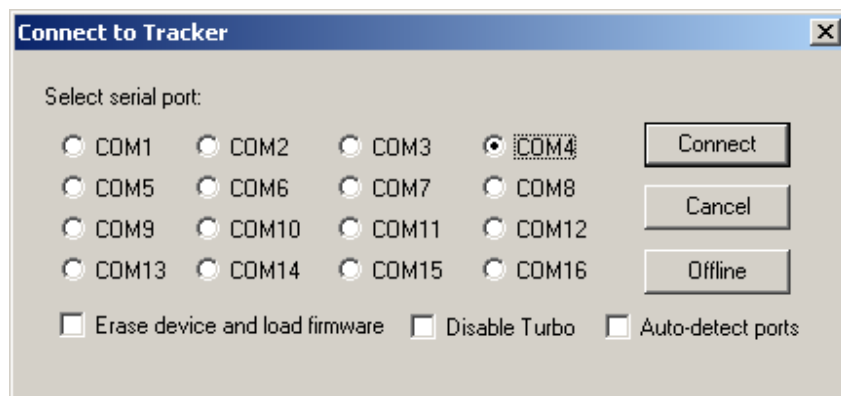 Connect to Tracker
Select serial port:
COM1 COM2 COM3 COM4 Connect
COM5 COM6 COM7 COM8
Cancel
COM9 COM10 COM11 COM12
COM13 COM14 COM15 COM16 Offline
Erase device and load firmware Disable Turbo Auto-detect ports